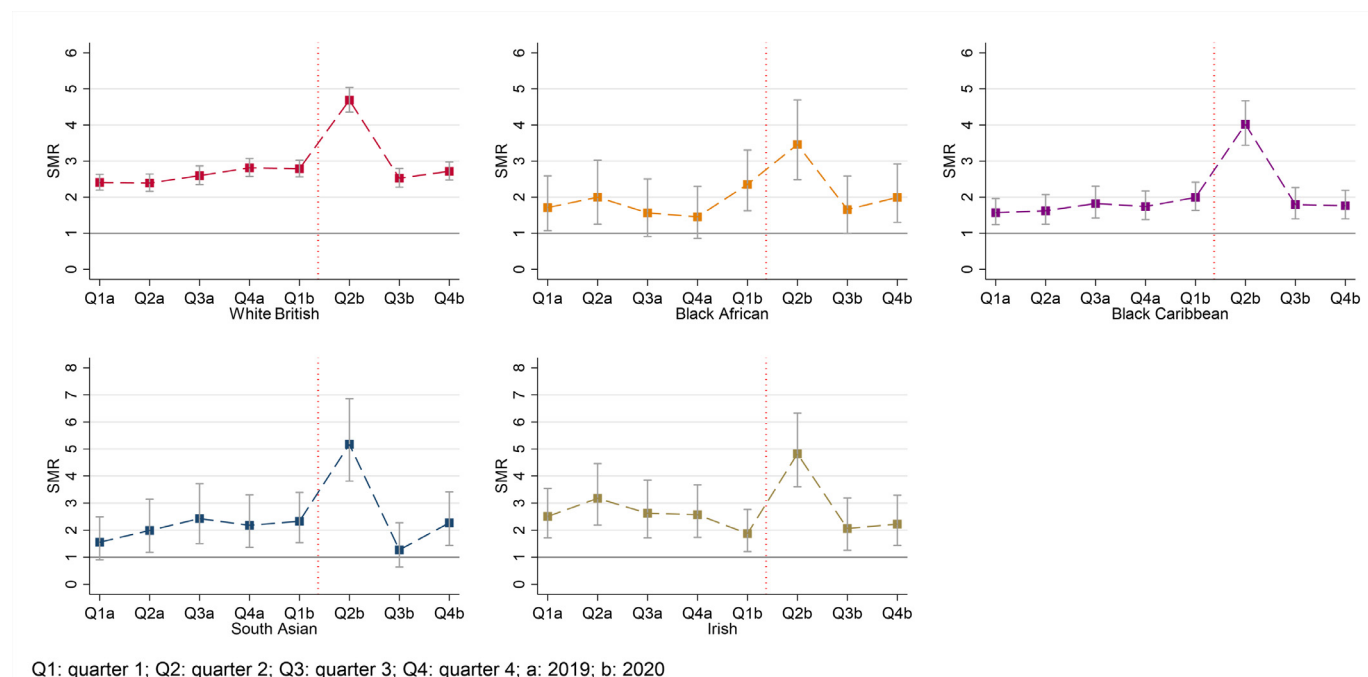 6
5
4
3
2
1
0
SMR
Q1a Q2a Q3a Q4a Q1b Q2b Q3b Q4b
White British
6
5
4
3
2
1
0
SMR
Q1a Q2a Q3a Q4a Q1b Q2b Q3b Q4b
Black African
6
5
4
3
2
1
0
SMR
Q1a Q2a Q3a Q4a Q1b Q2b Q3b Q4b
Black Caribbean
8
7
6
5
4
3
2
1
0
SMR
Q1a Q2a Q3a Q4a Q1b Q2b Q3b Q4b
South Asian
8
7
6
5
4
3
2
1
0
SMR
Q1a Q2a Q3a Q4a Q1b Q2b Q3b Q4b
Irish
Q1: quarter 1; Q2: quarter 2; Q3: quarter 3; Q4: quarter 4; a: 2019; b: 2020